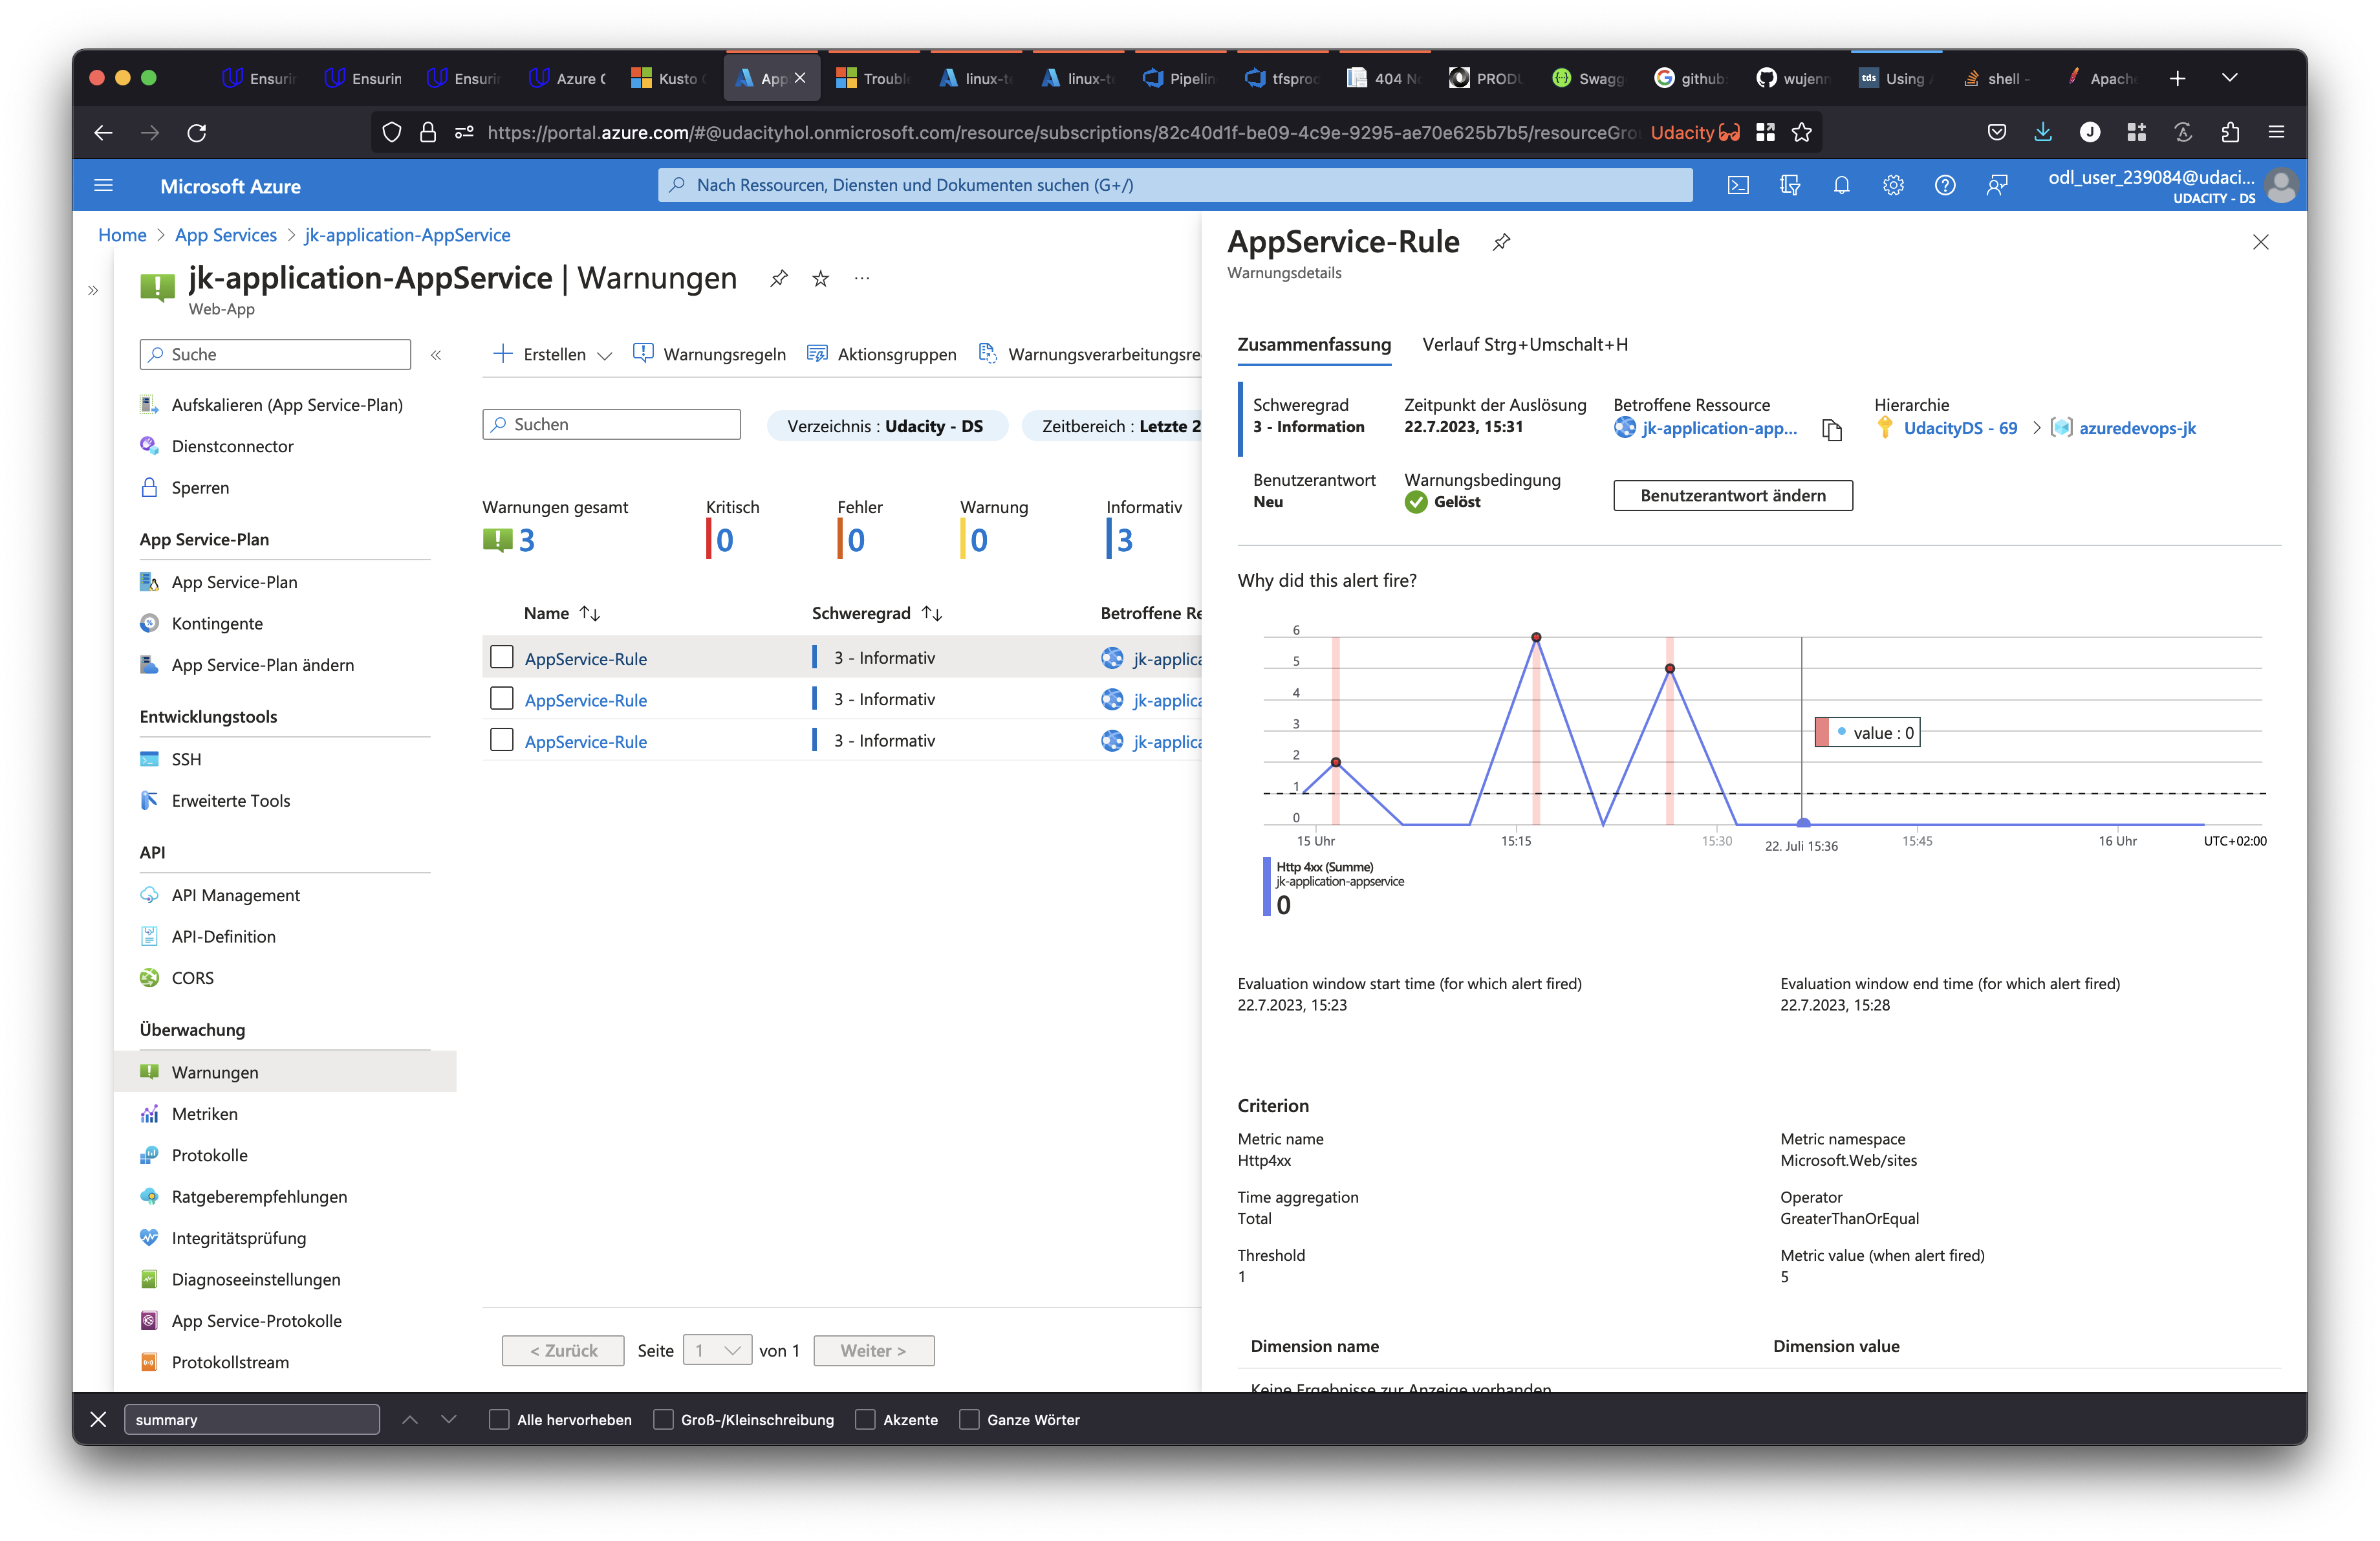 Ensurin Ensurin Ensurin Azure Kusto App Trouble linux-te linux-te Pipelin tfsproc 404 N PRODU Swagg github: wujenn Using shell - Apach
https://portal.azure.com/#@udacityhol.onmicrosoft.com/resource/subscriptions/82c40d1f-be09-4c9e-9295-ae70e625b7b5/resourceGro Udacity
Microsoft Azure
Nach Ressourcen, Diensten und Dokumenten suchen (G+/)
odl_user_239084@udaci...
UDACITY - DS
Home > App Services > jk-application-AppService
jk-application-AppService | Warnungen
Web-App
Suche
Aufskalieren (App Service-Plan)
Dienstconnector
Sperren
App Service-Plan
App Service-Plan
Kontingente
App Service-Plan ändern
Entwicklungstools
SSH
Erweiterte Tools
API
API Management
API-Definition
CORS
Überwachung
Warnungen
Metriken
Protokolle
Ratgeberempfehlungen
Integritätsprüfung
Diagnoseeinstellungen
App Service-Protokolle
Protokollstream
Erstellen Warnungsregeln Aktionsgruppen Warnungsverarbeitungsre
Suchen
Verzeichnis : Udacity - DS
Zeitbereich : Letzte 2
Warnungen gesamt Kritisch Fehler Warnung Informativ
3 0 0 0 3
Name Schweregrad Betroffene Re
AppService-Rule 3 - Informativ jk-applica
AppService-Rule 3 - Informativ jk-applica
AppService-Rule 3 - Informativ jk-applica
< Zurück Seite 1 von 1 Weiter >
AppService-Rule
Warnungsdetails
Zusammenfassung Verlauf Strg+Umschalt+H
Schweregrad Zeitpunkt der Auslösung Betroffene Ressource Hierarchie
3 - Information 22.7.2023, 15:31 jk-application-app... UdacityDS - 69 > azuredevops-jk
Benutzerantwort Warnungsbedingung
Neu Gelöst Benutzerantwort ändern
Why did this alert fire?
6
5
4
3
2
1
0
value : 0
15 Uhr 15:15 15:30 22. Juli 15:36 15:45 16 Uhr UTC+02:00
Http 4xx (Summe)
jk-application-appservice
0
Evaluation window start time (for which alert fired) Evaluation window end time (for which alert fired)
22.7.2023, 15:23 22.7.2023, 15:28
Criterion
Metric name Metric namespace
Http4xx Microsoft.Web/sites
Time aggregation Operator
Total GreaterThanOrEqual
Threshold Metric value (when alert fired)
1 5
Dimension name Dimension value
Keine Ergebnisse zur Anzeige vorhanden
summary Alle hervorheben Groß-/Kleinschreibung Akzente Ganze Wörter